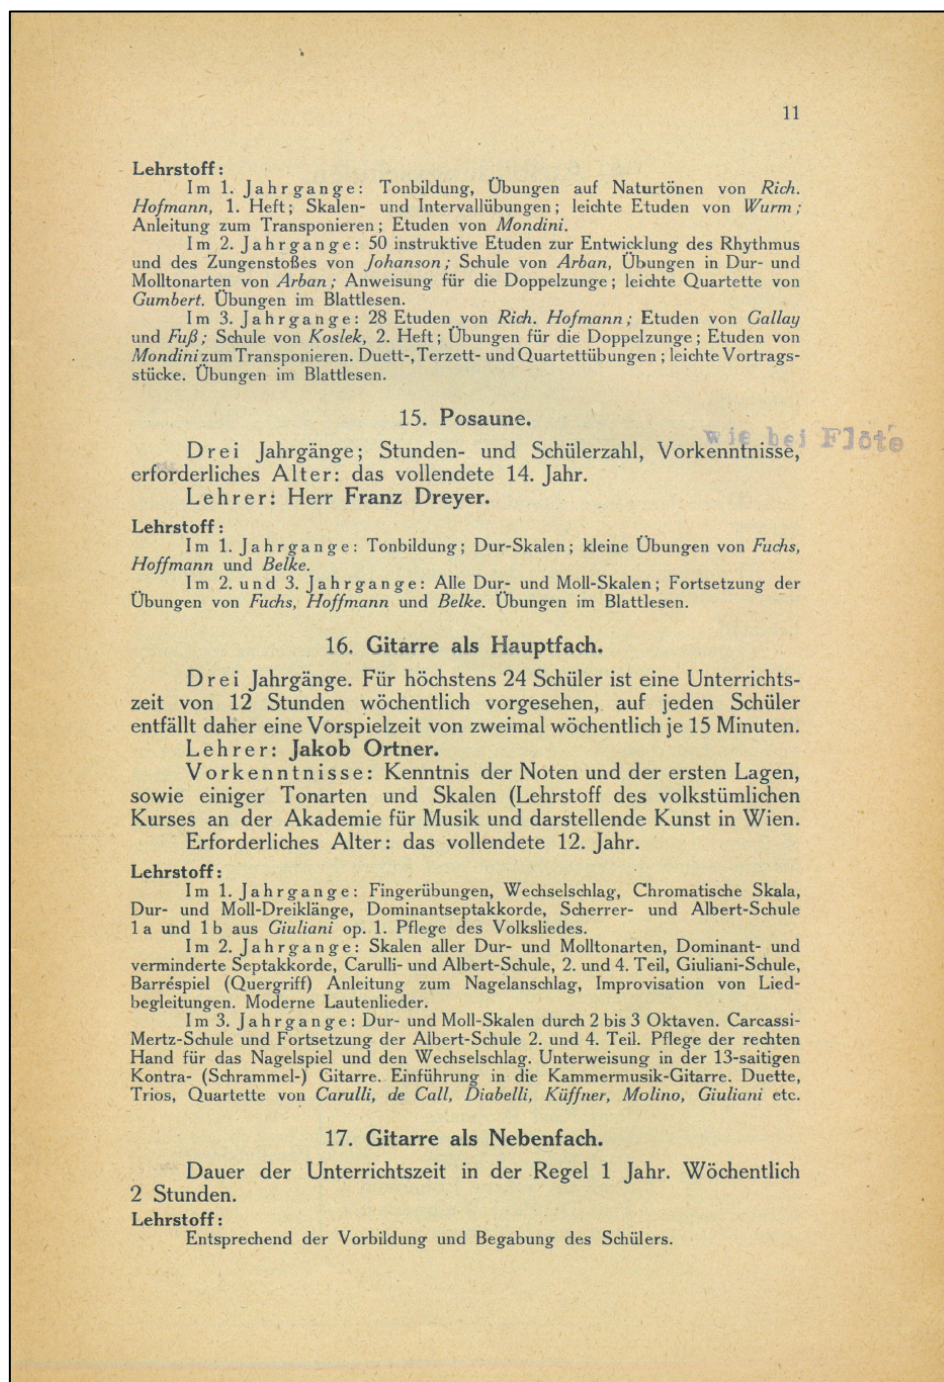 11
Lehrstoff:
Im 1. Jahrgange: Tonbildung, Übungen auf Naturtönen von Rich.
Hofmann, 1. Heft; Skalen- und Intervallübungen; leichte Etuden von Wurm;
Anleitung zum Transponieren; Etuden von Mondini.
Im 2. Jahrgange: 50 instruktive Etuden zur Entwicklung des Rhythmus
und des Zungenstoßes von Johanson; Schule von Arban, Übungen in Dur- und
Molltonarten von Arban; Anweisung für die Doppelzunge; leichte Quartette von
Gumbert. Übungen im Blattlesen.
Im 3. Jahrgange: 28 Etuden von Rich. Hofmann; Etuden von Gallay
und Fuß; Schule von Koslek, 2. Heft; Übungen für die Doppelzunge; Etuden von
Mondini zum Transponieren. Duett-, Terzett- und Quartettübungen; leichte Vortrags-
stücke. Übungen im Blattlesen.
15. Posaune.
wie bei Flöte
Drei Jahrgänge; Stunden- und Schülerzahl, Vorkenntnisse,
erforderliches Alter: das vollendete 14. Jahr.
Lehrer: Herr Franz Dreyer.
Lehrstoff:
Im 1. Jahrgange: Tonbildung; Dur-Skalen; kleine Übungen von Fuchs,
Hoffmann und Belke.
Im 2. und 3. Jahrgange: Alle Dur- und Moll-Skalen; Fortsetzung der
Übungen von Fuchs, Hoffmann und Belke. Übungen im Blattlesen.
16. Gitarre als Hauptfach.
Drei Jahrgänge. Für höchstens 24 Schüler ist eine Unterrichts-
zeit von 12 Stunden wöchentlich vorgesehen, auf jeden Schüler
entfällt daher eine Vorspielzeit von zweimal wöchentlich je 15 Minuten.
Lehrer: Jakob Ortner.
Vorkenntnisse: Kenntnis der Noten und der ersten Lagen,
sowie einiger Tonarten und Skalen (Lehrstoff des volkstümlichen
Kurses an der Akademie für Musik und darstellende Kunst in Wien.
Erforderliches Alter: das vollendete 12. Jahr.
Lehrstoff:
Im 1. Jahrgange: Fingerübungen, Wechselschlag, Chromatische Skala,
Dur- und Moll-Dreiklänge, Dominantseptakkorde, Scherrer- und Albert-Schule
1a und 1b aus Giuliani op. 1. Pflege des Volksliedes.
Im 2. Jahrgange: Skalen aller Dur- und Molltonarten, Dominant- und
verminderte Septakkorde, Carulli- und Albert-Schule, 2. und 4. Teil, Giuliani-Schule,
Barréspiel (Quergriff) Anleitung zum Nagelanschlag, Improvisation von Lied-
begleitungen. Moderne Lautenlieder.
Im 3. Jahrgange: Dur- und Moll-Skalen durch 2 bis 3 Oktaven. Carcassi-
Mertz-Schule und Fortsetzung der Albert-Schule 2. und 4. Teil. Pflege der rechten
Hand für das Nagelspiel und den Wechselschlag. Unterweisung in der 13-saitigen
Kontra- (Schrammel-) Gitarre. Einführung in die Kammermusik-Gitarre. Duette,
Trios, Quartette von Carulli, de Call, Diabelli, Küffner, Molino, Giuliani etc.
17. Gitarre als Nebenfach.
Dauer der Unterrichtszeit in der Regel 1 Jahr. Wöchentlich
2 Stunden.
Lehrstoff:
Entsprechend der Vorbildung und Begabung des Schülers.